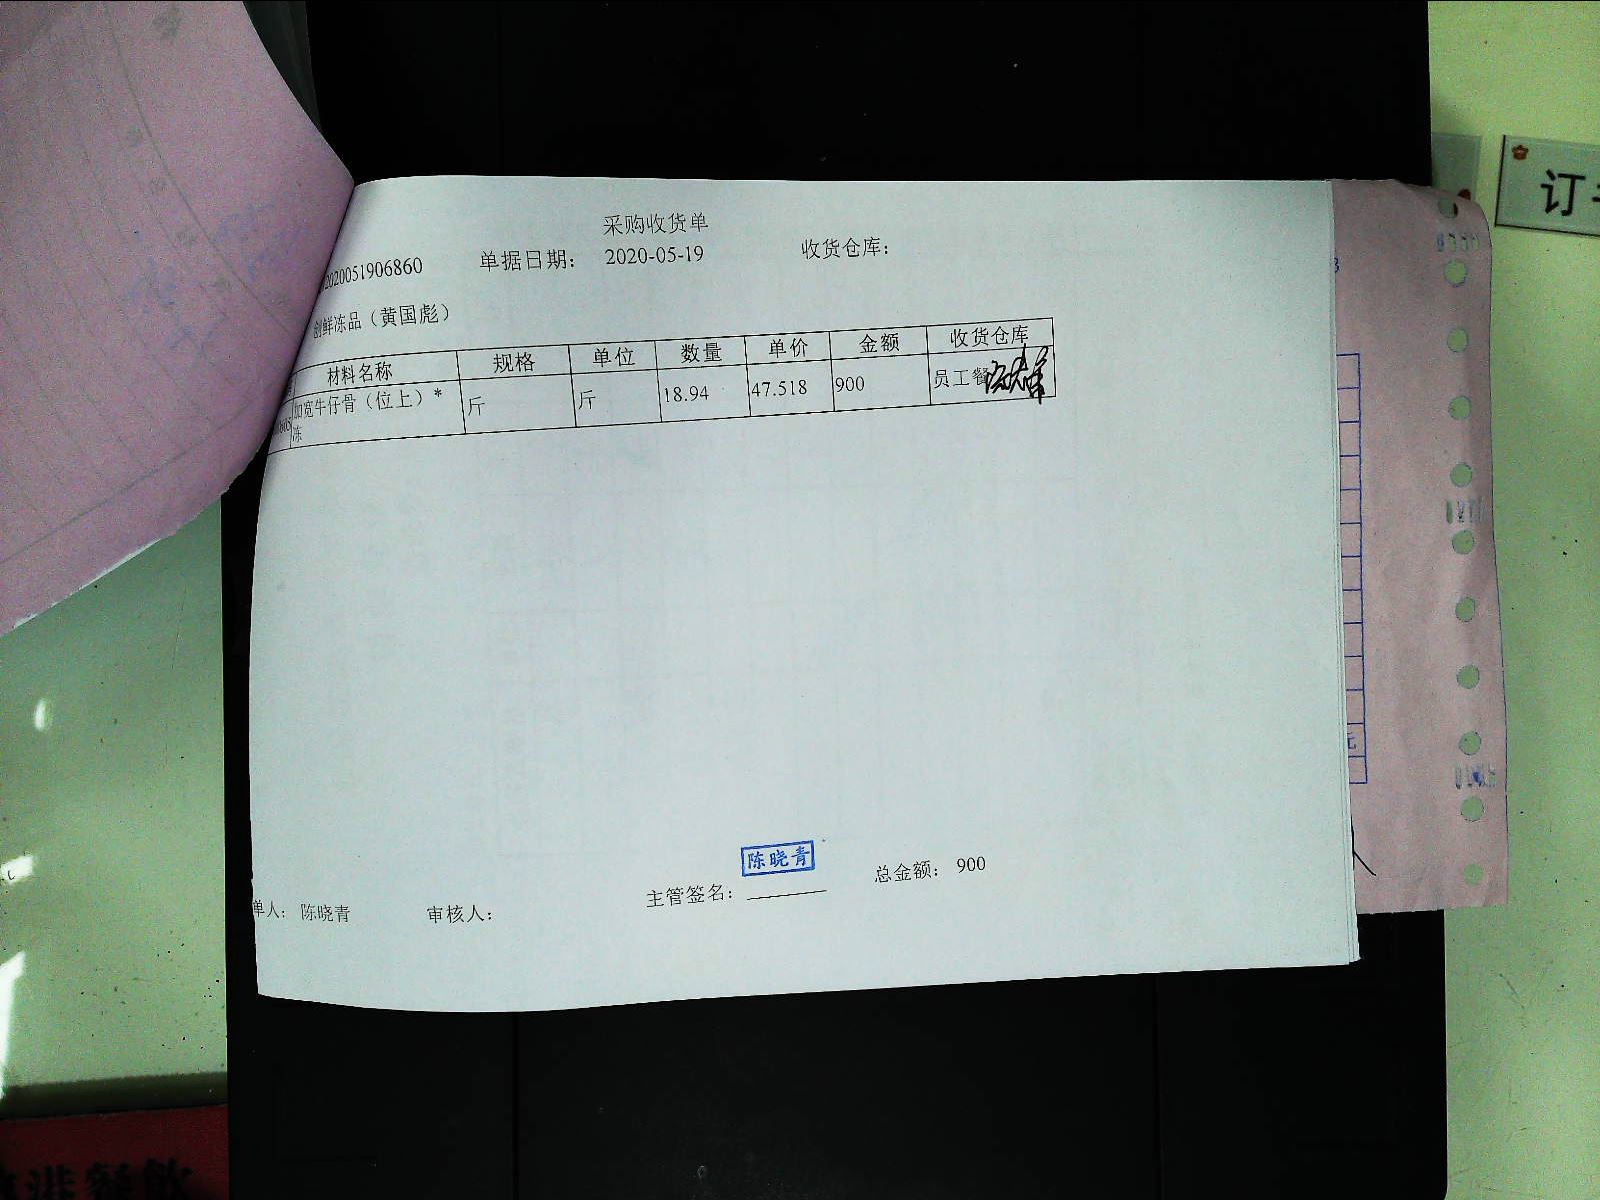 采购收货单
2020051906860 单据日期： 2020-05-19 收货仓库：
创鲜冻品（黄国彪）
材料名称 规格 单位 数量 单价 金额 收货仓库
加宽牛仔骨（位上）* 斤 斤 18.94 47.518 900 员工餐
冻
陈晓青
单人： 陈晓青 审核人： 主管签名： 总金额： 900
订
元